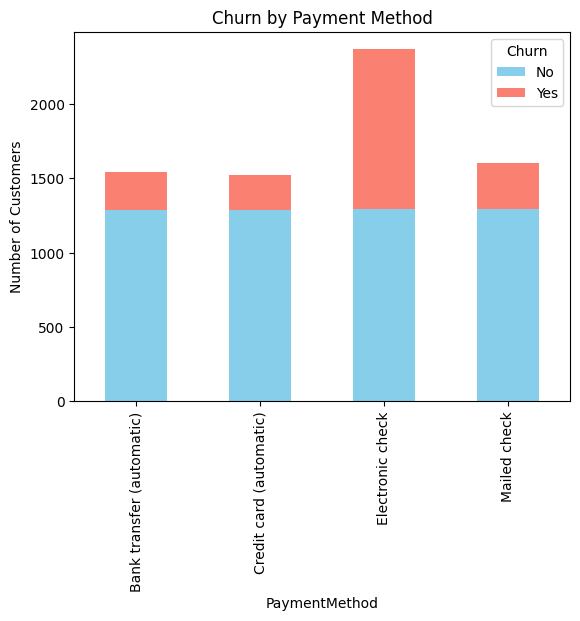 Churn by Payment Method
Churn
No
Yes
Number of Customers
2000
1500
1000
500
0
Bank transfer (automatic)
Credit card (automatic)
Electronic check
Mailed check
PaymentMethod